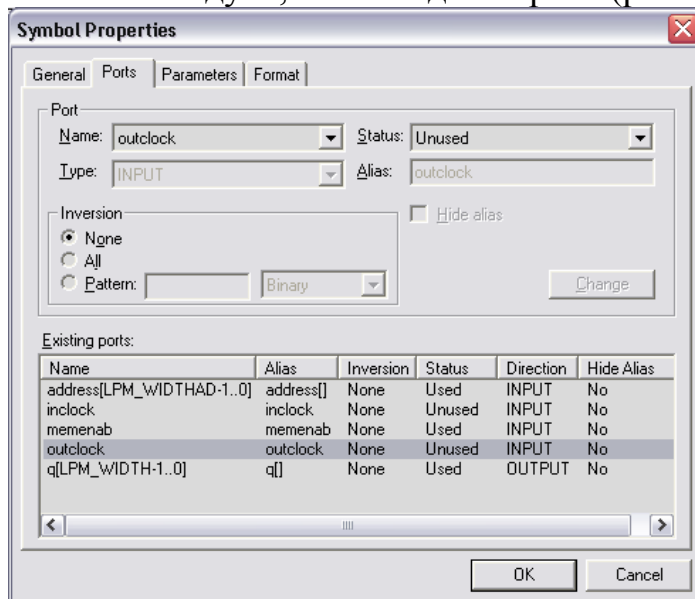 Symbol Properties
General Ports Parameters Format
Port
Name: outclock Status: Unused
Type: INPUT Alias: outclock
Inversion Hide alias
None
All
Pattern: Binary Change
Existing ports:
Name Alias Inversion Status Direction Hide Alias
address[LPM_WIDTHAD-1..0] address[] None Used INPUT No
inclock inclock None Unused INPUT No
memenab memenab None Used INPUT No
outclock outclock None Unused INPUT No
q[LPM_WIDTH-1..0] q[] None Used OUTPUT No
OK Cancel